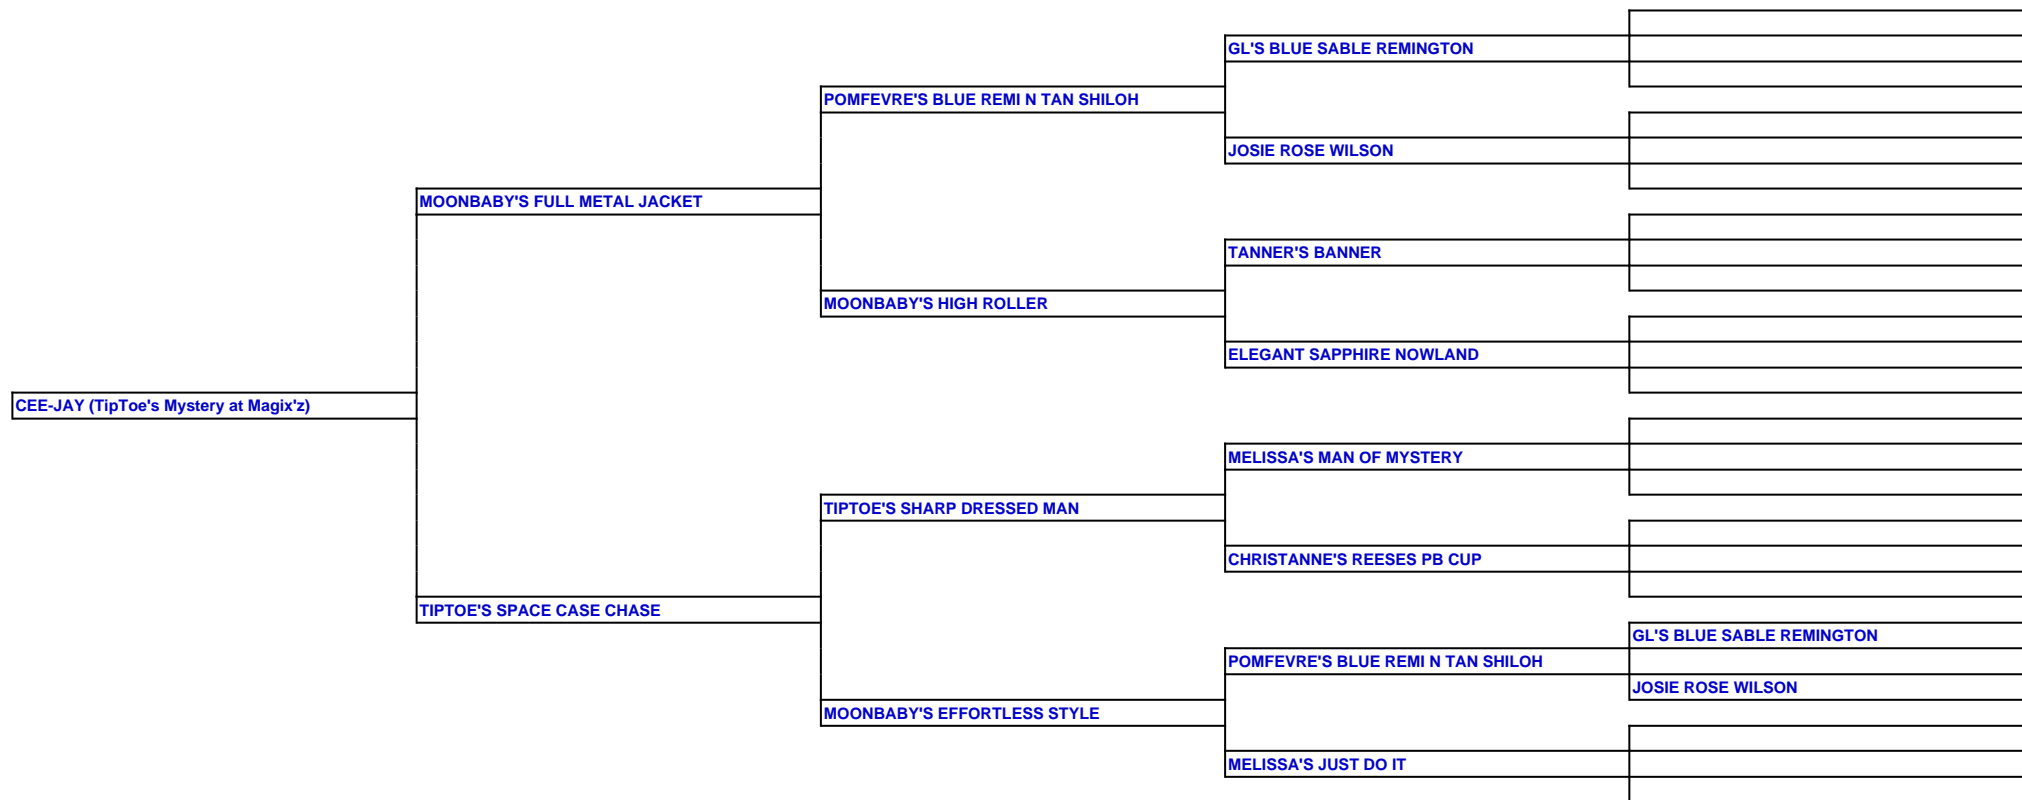 GL'S BLUE SABLE REMINGTON
POMFEVRE'S BLUE REMI N TAN SHILOH
JOSIE ROSE WILSON
MOONBABY'S FULL METAL JACKET
TANNER'S BANNER
MOONBABY'S HIGH ROLLER
ELEGANT SAPPHIRE NOWLAND
CEE-JAY (TipToe's Mystery at Magix'z)
MELISSA'S MAN OF MYSTERY
TIPTOE'S SHARP DRESSED MAN
CHRISTANNE'S REESES PB CUP
TIPTOE'S SPACE CASE CHASE
GL'S BLUE SABLE REMINGTON
POMFEVRE'S BLUE REMI N TAN SHILOH
JOSIE ROSE WILSON
MOONBABY'S EFFORTLESS STYLE
MELISSA'S JUST DO IT